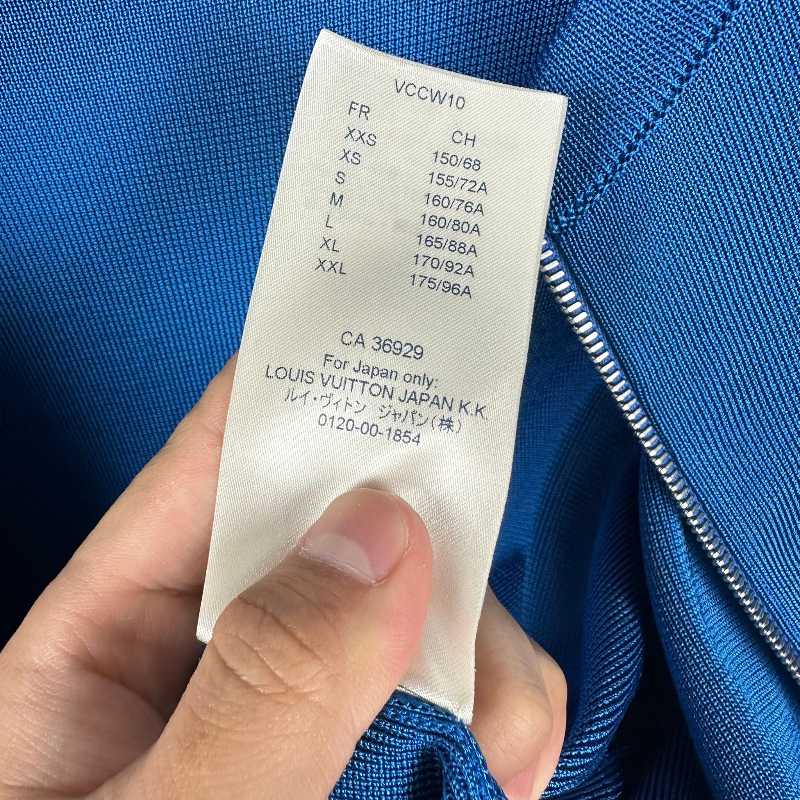 VCCW10
FR CH
XXS 150/68
XS 155/72A
S 160/76A
M 160/80A
L 165/88A
XL 170/92A
XXL 175/96A
CA 36929
For Japan only:
LOUIS VUITTON JAPAN K.K.
ルイ・ヴィトン ジャパン(株)
0120-00-1854